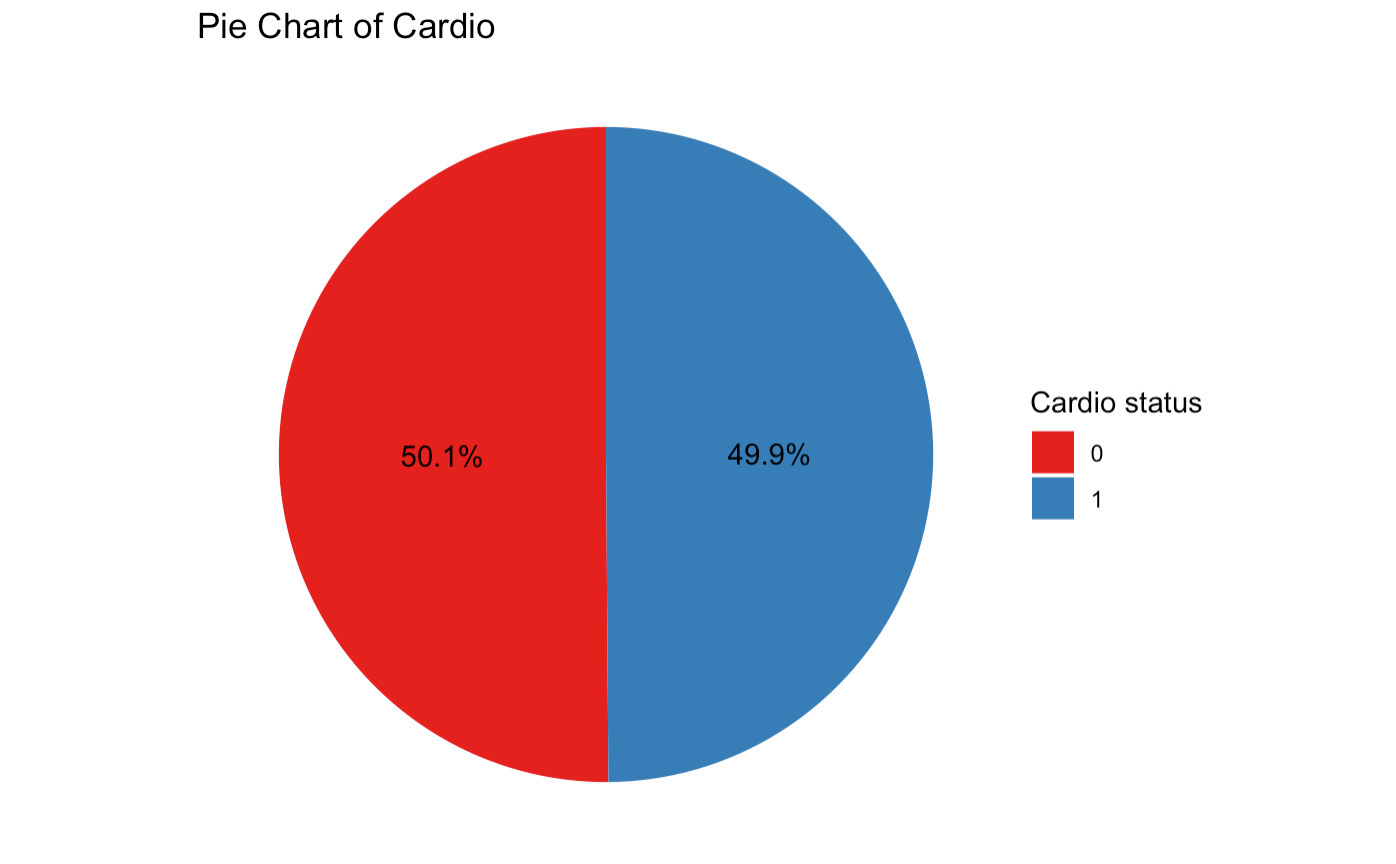 Pie Chart of Cardio
50.1%
49.9%
Cardio status
0
1